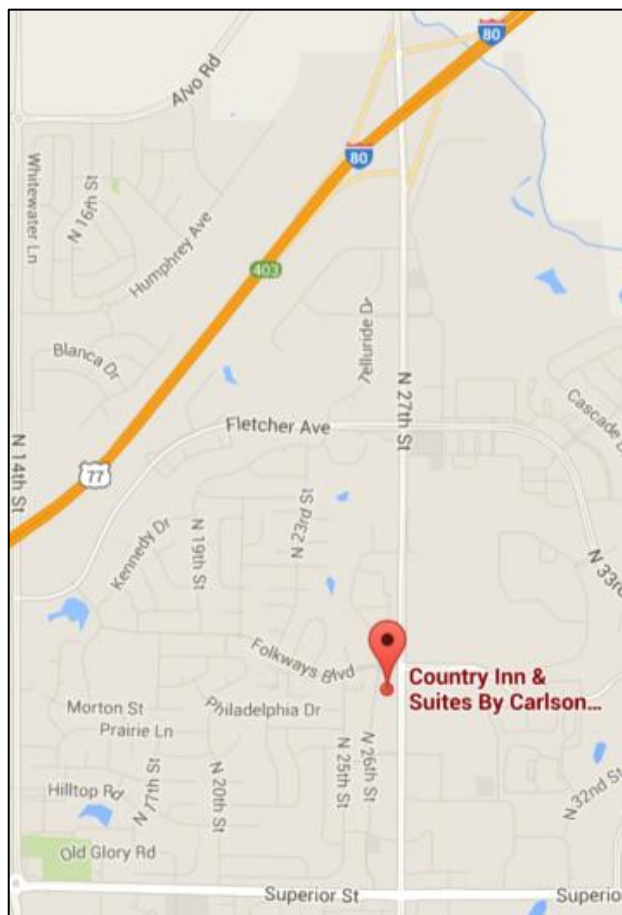 80
Alvo Rd
80
Whitewater Ln
N 16th St
Humphrey Ave
403
Telluride Dr
Blanca Dr
N 27th St
Cascade D
Fletcher Ave
N 14th St
77
N 23rd St
Kennedy Dr
N 19th St
N 33rd
Folkways Blvd
Country Inn &
Suites By Carlson...
Morton St
Philadelphia Dr
Prairie Ln
N 25th St
N 26th St
Hilltop Rd
N 17th St
N 20th St
N 32nd St
Old Glory Rd
Superior St
Superio